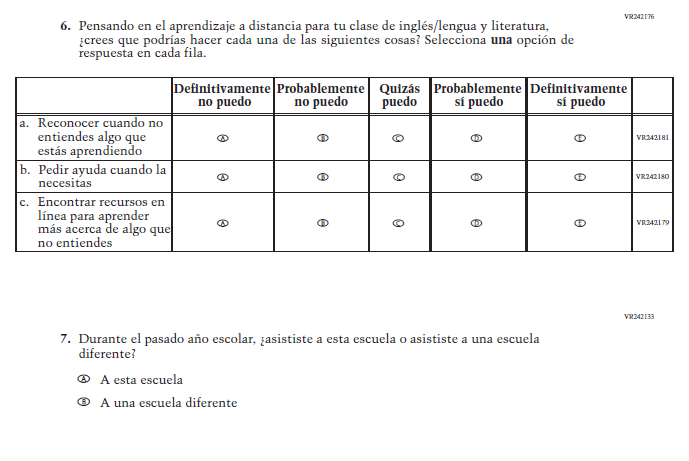 VR242176
6. Pensando en el aprendizaje a distancia para tu clase de inglés/lengua y literatura,
¿crees que podrías hacer cada una de las siguientes cosas? Selecciona una opción de
respuesta en cada fila.
Definitivamente no puedo | Probablemente no puedo | Quizás puedo | Probablemente sí puedo | Definitivamente sí puedo
a. Reconocer cuando no
entiendes algo que
estás aprendiendo
A B C D E VR242181
b. Pedir ayuda cuando la
necesitas
A B C D E VR242180
c. Encontrar recursos en
línea para aprender
más acerca de algo que
no entiendes
A B C D E VR242179
VR242133
7. Durante el pasado año escolar, ¿asististe a esta escuela o asististe a una escuela
diferente?
A A esta escuela
B A una escuela diferente